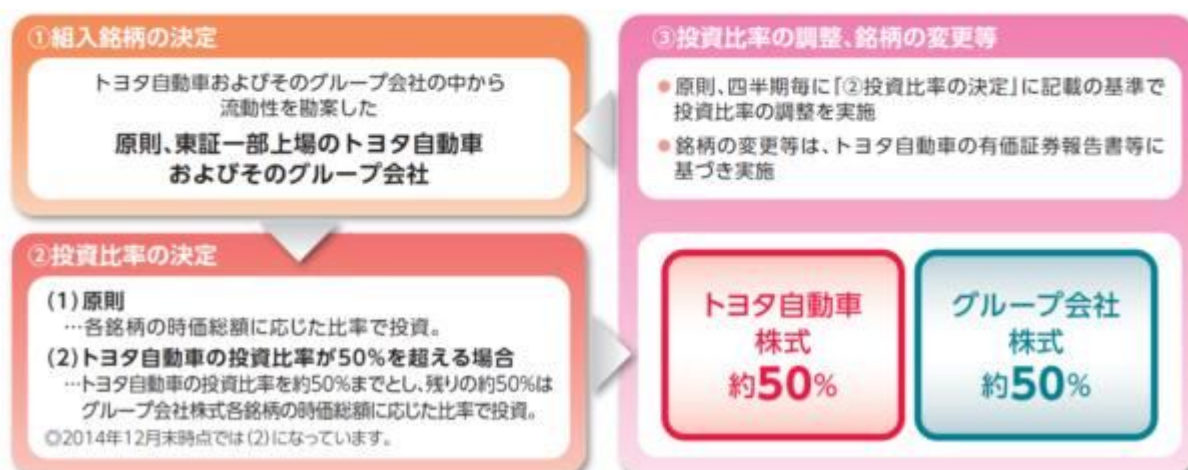 ①組入銘柄の決定
トヨタ自動車およびそのグループ会社の中から
流動性を勘案した
原則、東証一部上場のトヨタ自動車
およびそのグループ会社
②投資比率の決定
(1)原則
…各銘柄の時価総額に応じた比率で投資。
(2)トヨタ自動車の投資比率が50%を超える場合
…トヨタ自動車の投資比率を約50%までとし、残りの約50%は
グループ会社株式各銘柄の時価総額に応じた比率で投資。
◎2014年12月末時点では(2)になっています。
③投資比率の調整、銘柄の変更等
●原則、四半期毎に「②投資比率の決定」に記載の基準で
投資比率の調整を実施
●銘柄の変更等は、トヨタ自動車の有価証券報告書等に
基づき実施
トヨタ自動車
株式
約50%
グループ会社
株式
約50%